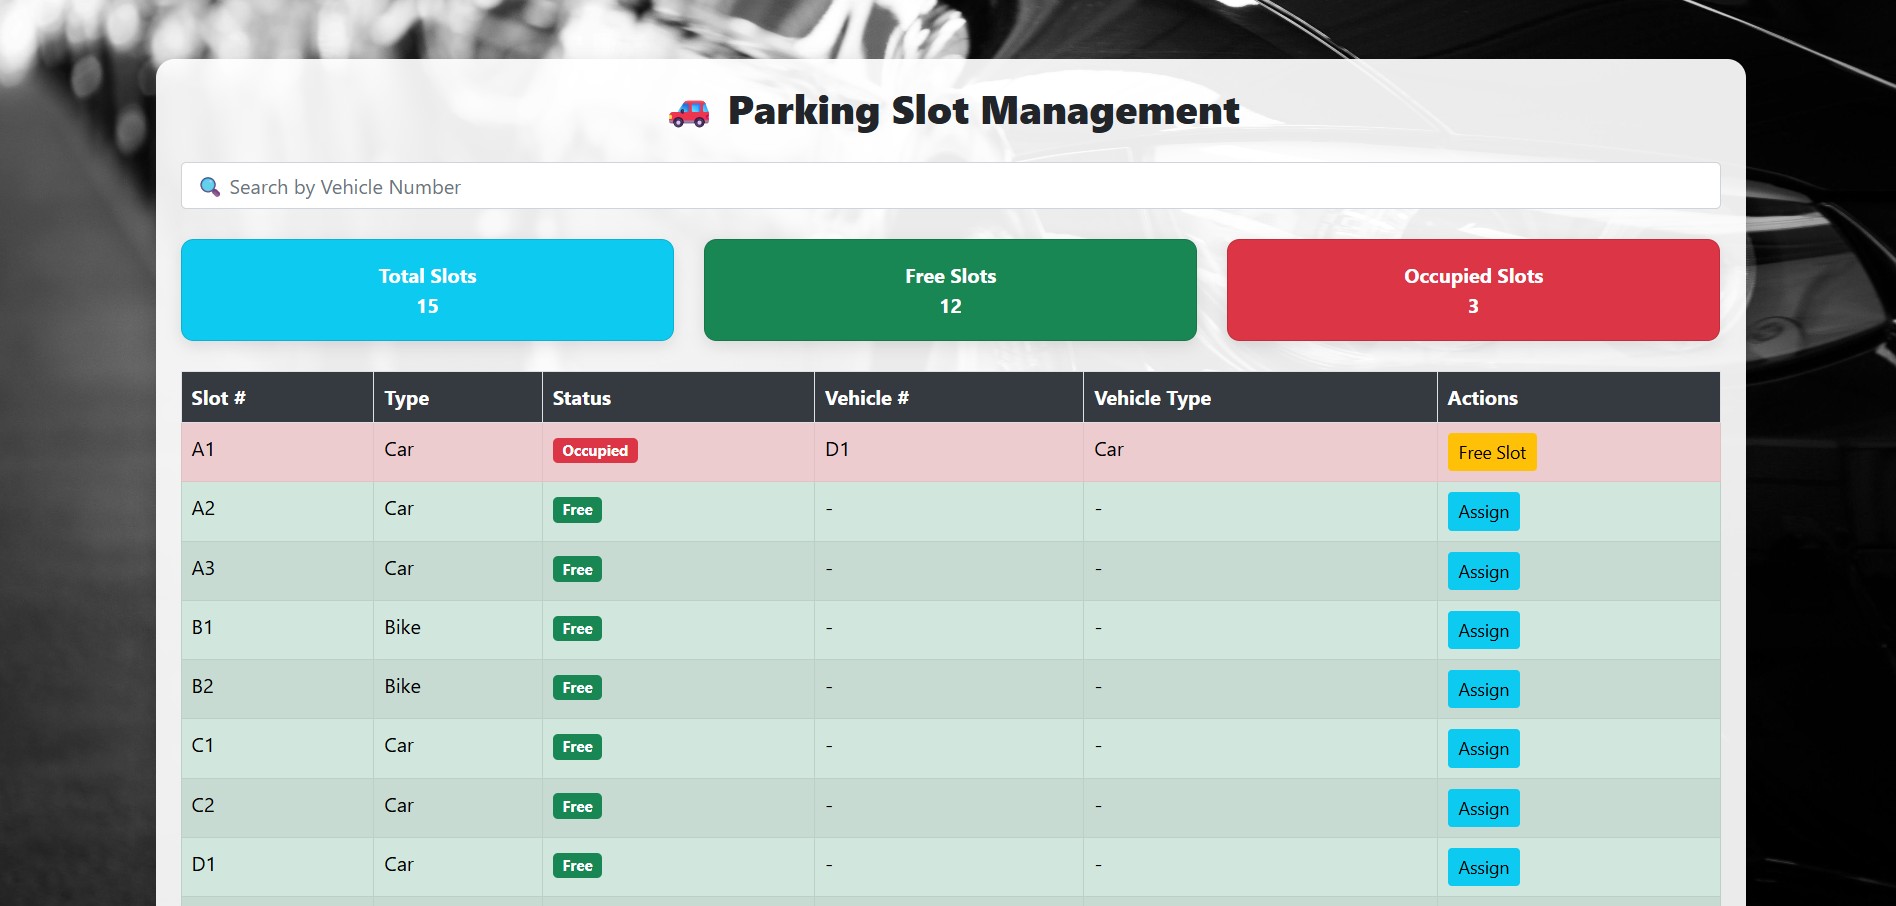 🚗 Parking Slot Management
🔍 Search by Vehicle Number
Total Slots
15
Free Slots
12
Occupied Slots
3
Slot # Type Status Vehicle # Vehicle Type Actions
A1 Car Occupied D1 Car Free Slot
A2 Car Free - - Assign
A3 Car Free - - Assign
B1 Bike Free - - Assign
B2 Bike Free - - Assign
C1 Car Free - - Assign
C2 Car Free - - Assign
D1 Car Free - - Assign